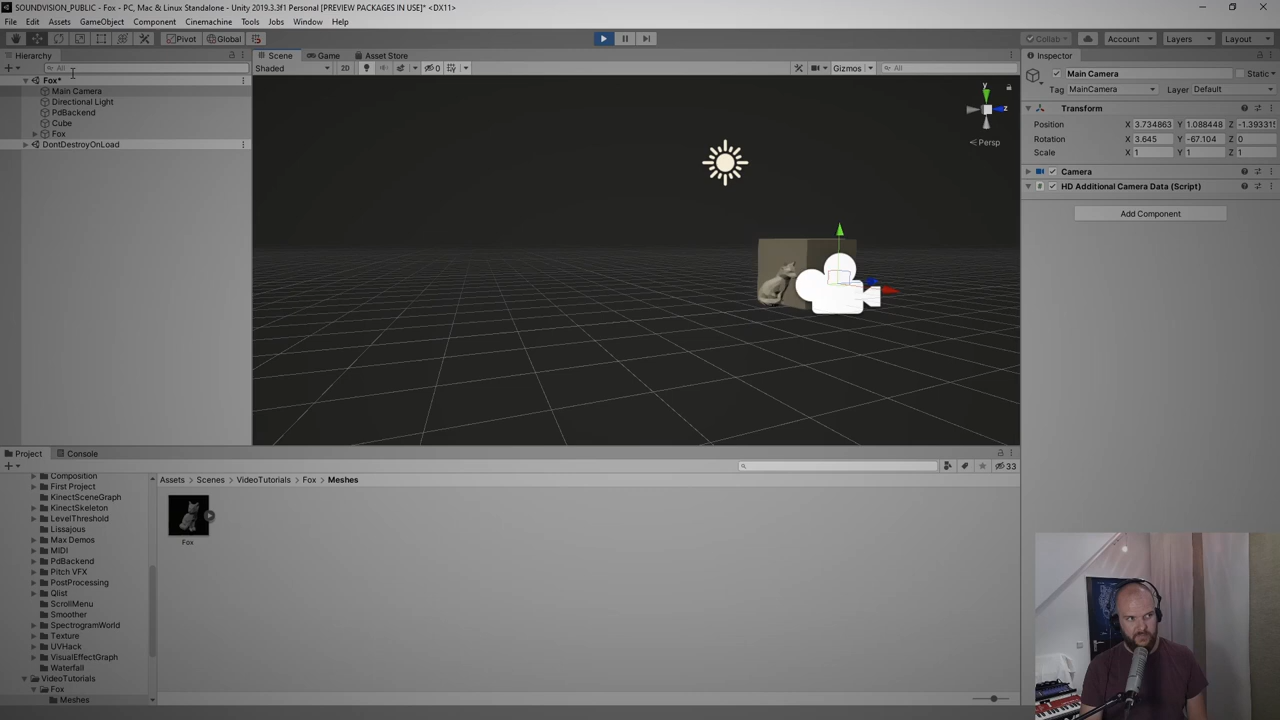 SOUNDVISION_PUBLIC - Fox - PC, Mac & Linux Standalone - Unity 2019.3.3f1 Personal [PREVIEW PACKAGES IN USE]* <DX11>
File Edit Assets GameObject Component Cinemachine Tools Jobs Window Help
Pivot Global Collab Account Layers Layout
Hierarchy Scene Game Asset Store Inspector
All Shaded 2D 0 Gizmos All Main Camera Static
Fox*
Main Camera
Directional Light
PdBackend
Cube
Fox
DontDestroyOnLoad
y
z
Persp
Tag MainCamera Layer Default
Transform
Position X 3.734863 Y 1.088448 Z -1.393315
Rotation X 3.645 Y -67.104 Z 0
Scale X 1 Y 1 Z 1
Camera
# HD Additional Camera Data (Script)
Add Component
Project Console
33
Assets > Scenes > VideoTutorials > Fox > Meshes
Composition
First Project
KinectSceneGraph
KinectSkeleton
LevelThreshold
Lissajous
Max Demos
MIDI
PdBackend
Pitch VFX
PostProcessing
Qlist
ScrollMenu
Smoother
SpectrogramWorld
Texture
UVHack
VisualEffectGraph
Waterfall
VideoTutorials
Fox
Meshes
Fox